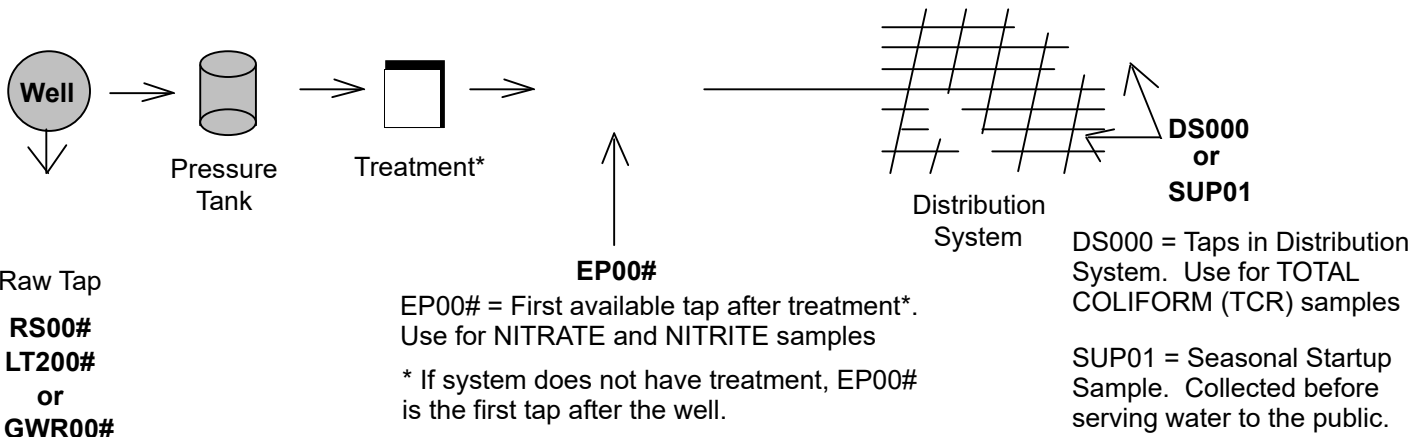 Well
Pressure
Tank
Treatment*
Distribution
System
DS000
or
SUP01
Raw Tap
RS00#
LT200#
or
GWR00#
EP00#
EP00# = First available tap after treatment*.
Use for NITRATE and NITRITE samples
* If system does not have treatment, EP00#
is the first tap after the well.
DS000 = Taps in Distribution
System. Use for TOTAL
COLIFORM (TCR) samples
SUP01 = Seasonal Startup
Sample. Collected before
serving water to the public.